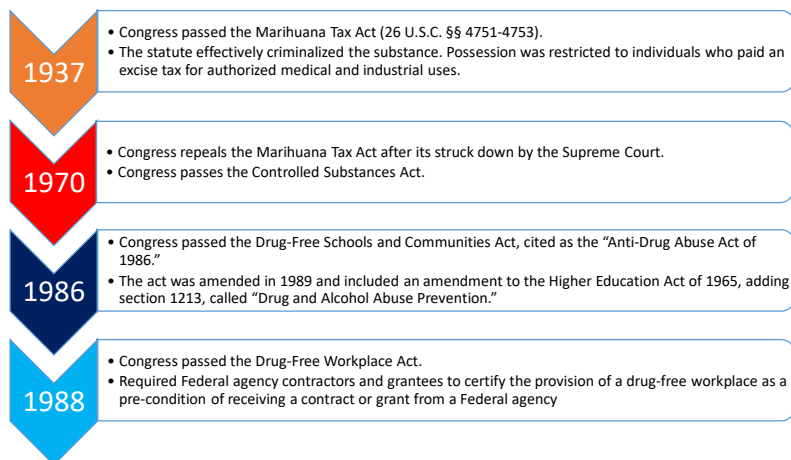 1937
• Congress passed the Marihuana Tax Act (26 U.S.C. §§ 4751-4753).
• The statute effectively criminalized the substance. Possession was restricted to individuals who paid an
excise tax for authorized medical and industrial uses.
1970
• Congress repeals the Marihuana Tax Act after its struck down by the Supreme Court.
• Congress passes the Controlled Substances Act.
1986
• Congress passed the Drug-Free Schools and Communities Act, cited as the “Anti-Drug Abuse Act of
1986.”
• The act was amended in 1989 and included an amendment to the Higher Education Act of 1965, adding
section 1213, called “Drug and Alcohol Abuse Prevention.”
1988
• Congress passed the Drug-Free Workplace Act.
• Required Federal agency contractors and grantees to certify the provision of a drug-free workplace as a
pre-condition of receiving a contract or grant from a Federal agency